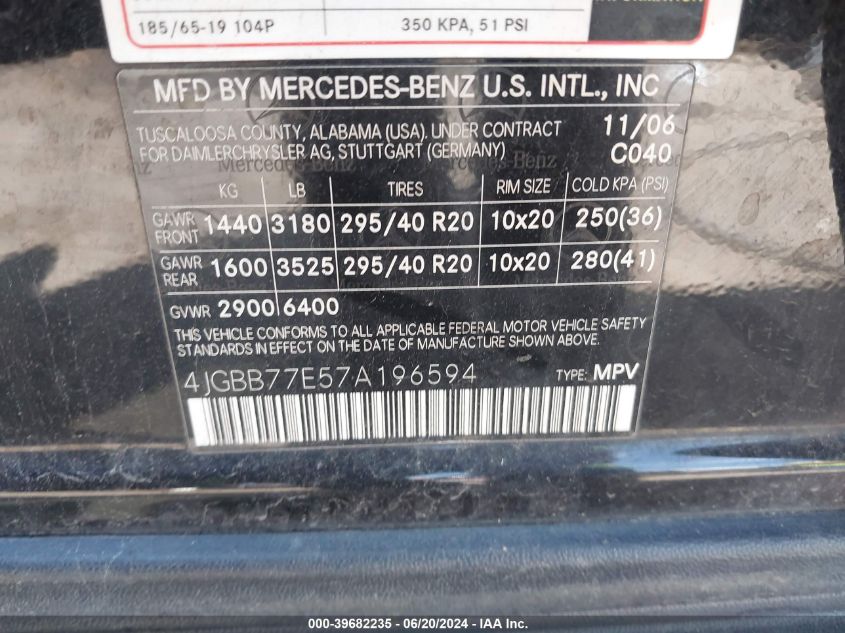 185/65-19 104P 350 KPA, 51 PSI
MFD BY MERCEDES-BENZ U.S. INTL., INC
TUSCALOOSA COUNTY, ALABAMA (USA). UNDER CONTRACT 11/06
FOR DAIMLERCHRYSLER AG, STUTTGART (GERMANY) C040
KG LB TIRES RIM SIZE COLD KPA (PSI)
GAWR FRONT 1440 3180 295/40 R20 10x20 250(36)
GAWR REAR 1600 3525 295/40 R20 10x20 280(41)
GVWR 2900 6400
THIS VEHICLE CONFORMS TO ALL APPLICABLE FEDERAL MOTOR VEHICLE SAFETY
STANDARDS IN EFFECT ON THE DATE OF MANUFACTURE SHOWN ABOVE.
4JGBB77E57A196594 TYPE: MPV
000-39682235 - 06/20/2024 - IAA Inc.